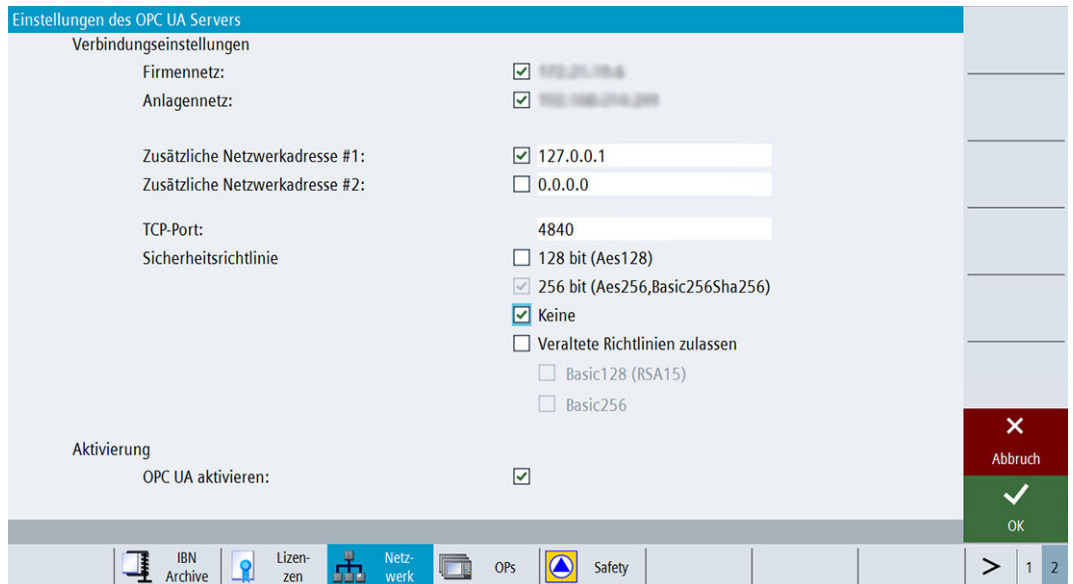 Einstellungen des OPC UA Servers
Verbindungseinstellungen
Firmennetz:
Anlagennetz:
Zusätzliche Netzwerkadresse #1: 127.0.0.1
Zusätzliche Netzwerkadresse #2: 0.0.0.0
TCP-Port: 4840
Sicherheitsrichtlinie 128 bit (Aes128)
256 bit (Aes256,Basic256Sha256)
Keine
Veraltete Richtlinien zulassen
Basic128 (RSA15)
Basic256
Aktivierung
OPC UA aktivieren:
Abbruch
OK
IBN Archive
Lizen-
zen
Netz-
werk
OPs
Safety
> 1 2